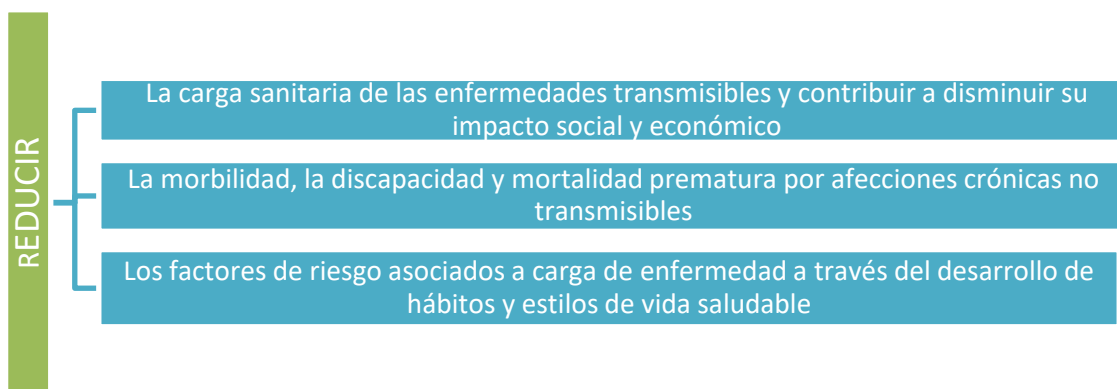 REDUCIR
La carga sanitaria de las enfermedades transmisibles y contribuir a disminuir su
impacto social y económico
La morbilidad, la discapacidad y mortalidad prematura por afecciones crónicas no
transmisibles
Los factores de riesgo asociados a carga de enfermedad a través del desarrollo de
hábitos y estilos de vida saludable